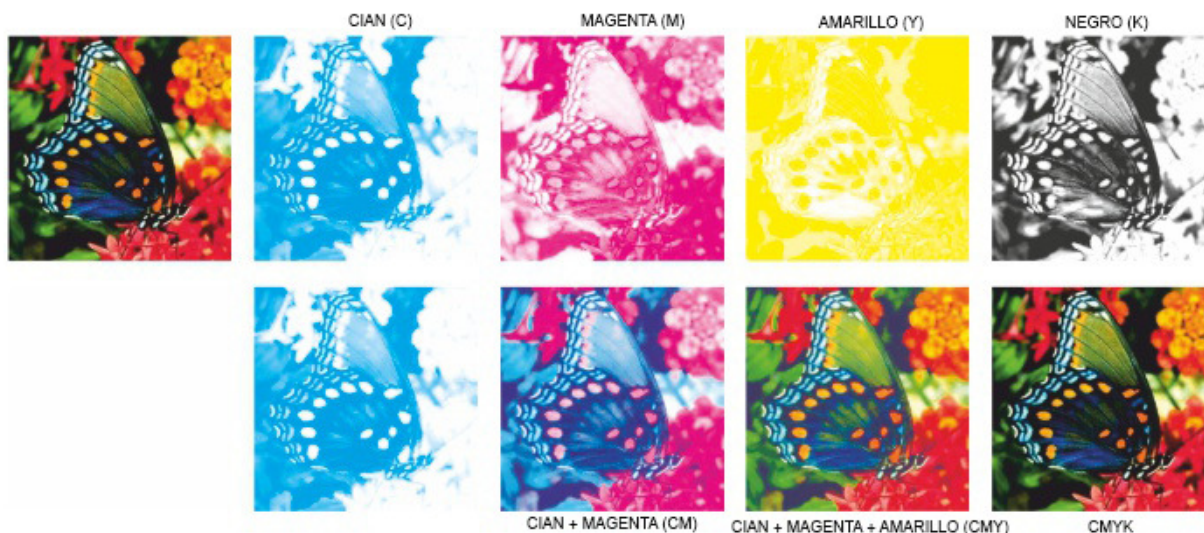 CIAN (C)
MAGENTA (M)
AMARILLO (Y)
NEGRO (K)
CIAN + MAGENTA (CM)
CIAN + MAGENTA + AMARILLO (CMY)
CMYK